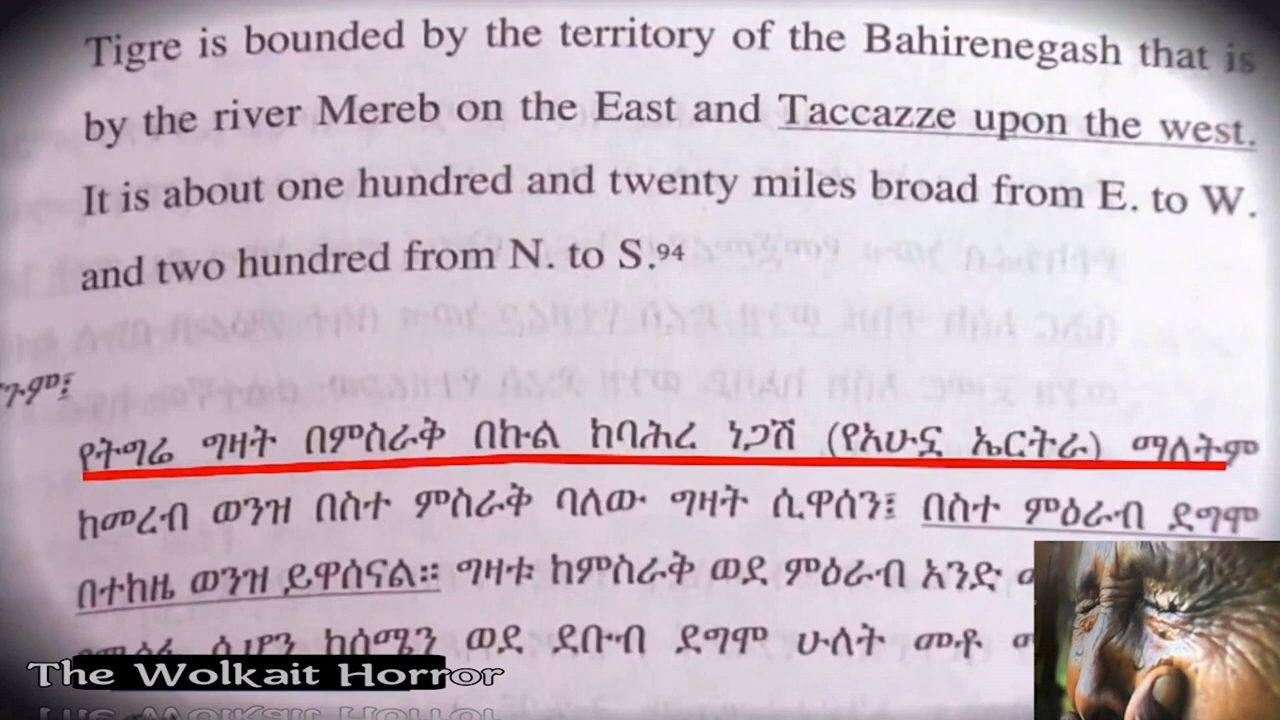 Tigre is bounded by the territory of the Bahirenegash that is
by the river Mereb on the East and Taccazze upon the west.
It is about one hundred and twenty miles broad from E. to W.
and two hundred from N. to S.94
የትግሬ ግዛት በምስራቅ በኩል ከባሕረ ነጋሽ (የአሁኗ ኤርትራ) ማለትም
ከመረብ ወንዝ በስተ ምስራቅ ባለው ግዛት ሲዋሰን፤ በስተ ምዕራብ ደግሞ
በተከዜ ወንዝ ይዋሰናል። ግዛቱ ከምስራቅ ወደ ምዕራብ አንድ
ሲሆን ከሰሜን ወደ ደቡብ ደግሞ ሁለት መቶ
The Wolkait Horror